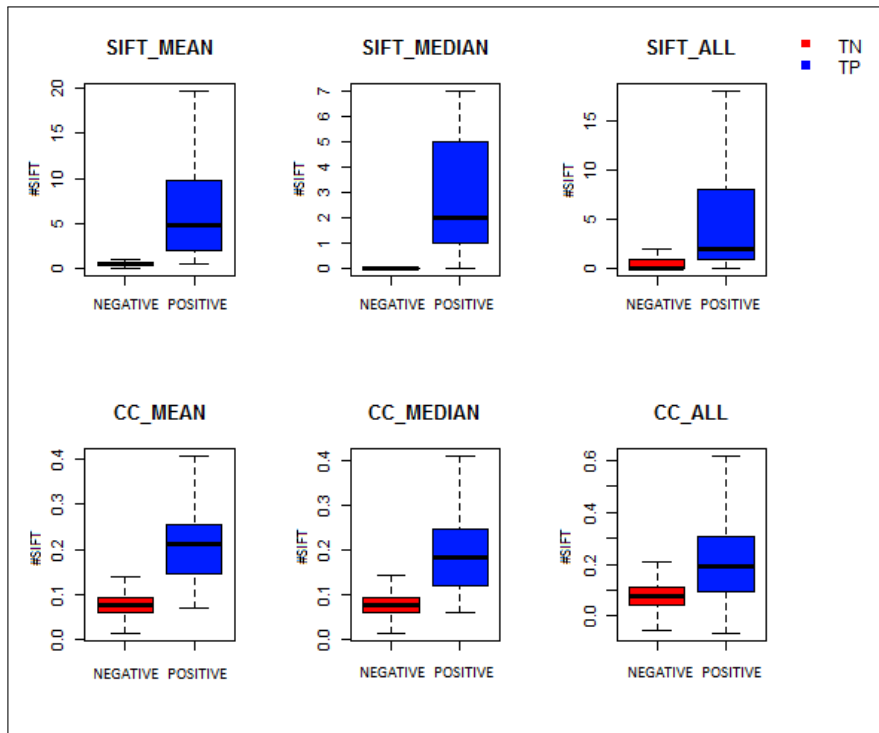 SIFT_MEAN
SIFT_MEDIAN
SIFT_ALL
TN
TP
#SIFT
20
15
10
5
0
NEGATIVE POSITIVE
#SIFT
7
6
5
4
3
2
1
0
NEGATIVE POSITIVE
#SIFT
15
10
5
0
NEGATIVE POSITIVE
CC_MEAN
CC_MEDIAN
CC_ALL
#SIFT
0.4
0.3
0.2
0.1
0.0
NEGATIVE POSITIVE
#SIFT
0.4
0.3
0.2
0.1
0.0
NEGATIVE POSITIVE
#SIFT
0.6
0.4
0.2
0.0
NEGATIVE POSITIVE